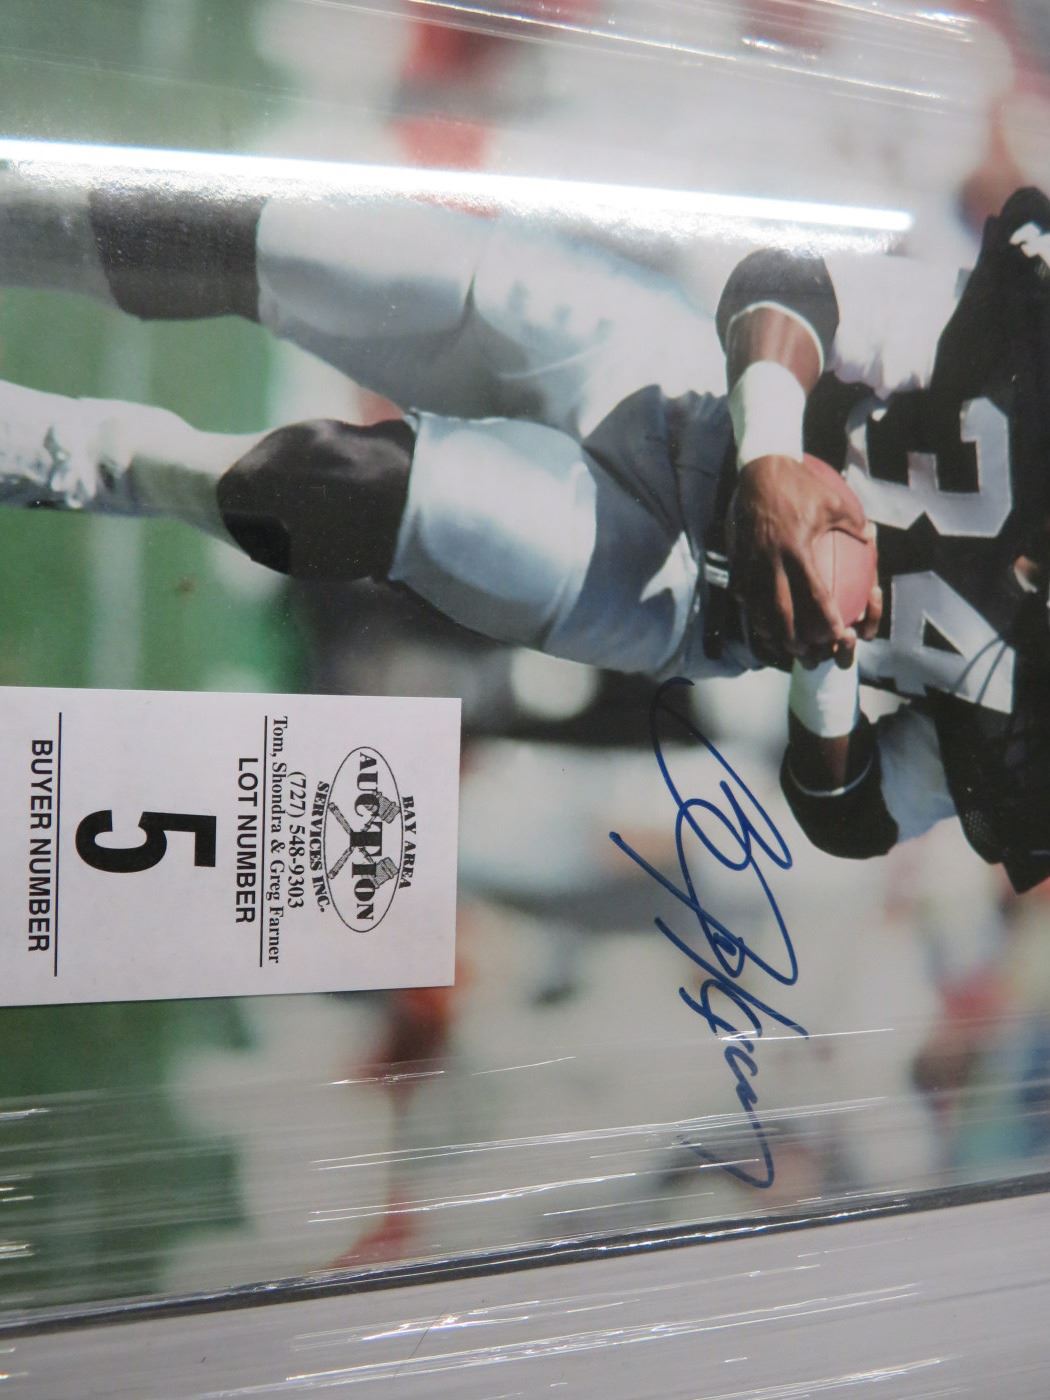 34
BAY AREA
AUCTION
SERVICES INC.
(727) 548-9303
Tom, Shondra & Greg Farner
LOT NUMBER
5
BUYER NUMBER